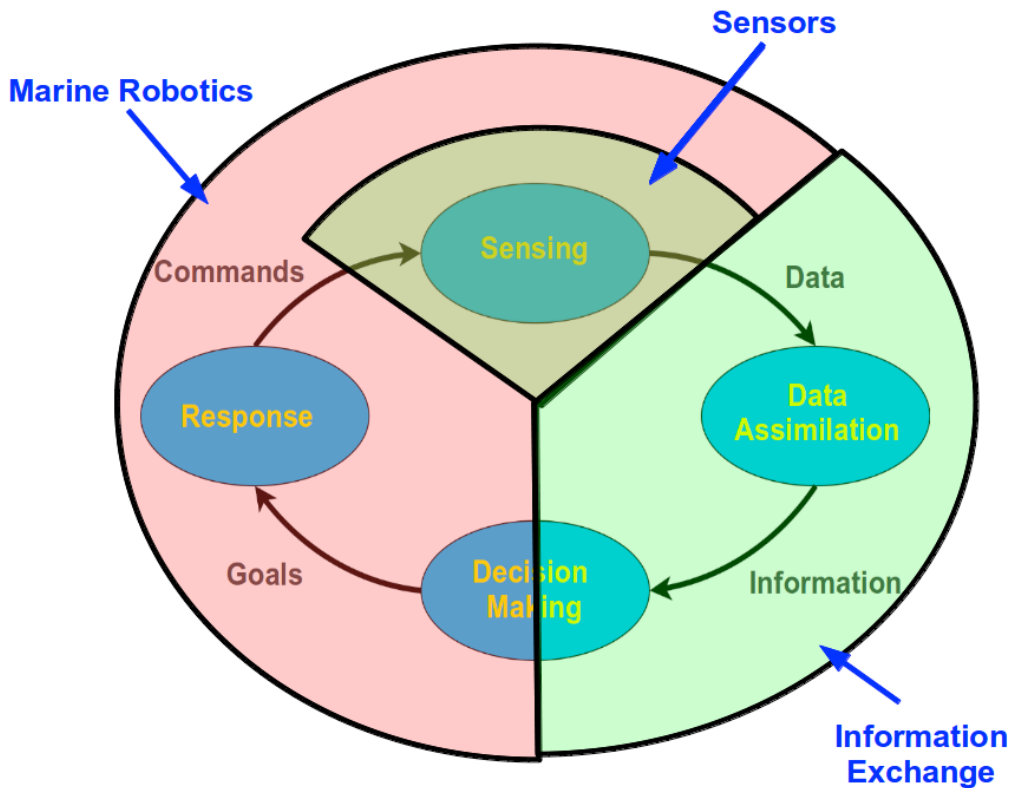 Sensors
Marine Robotics
Sensing
Commands
Data
Response
Data
Assimilation
Decision
Making
Goals
Information
Information
Exchange